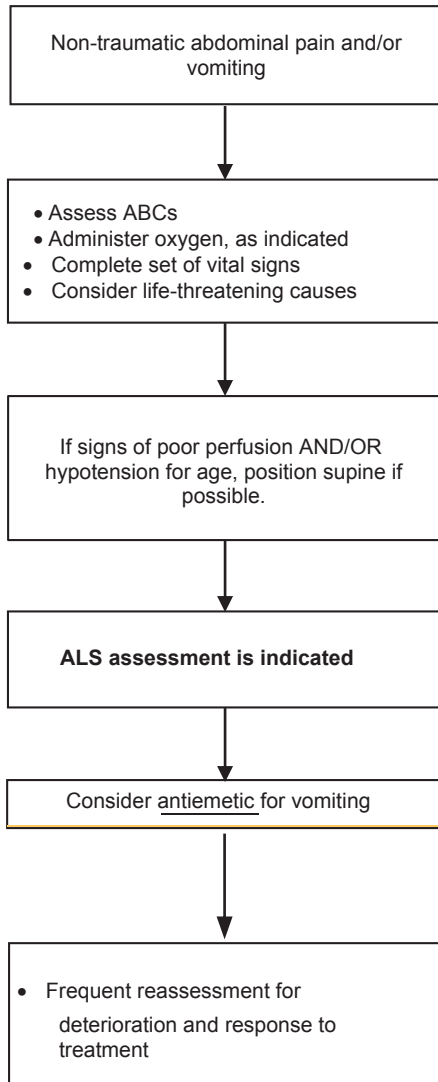 Non-traumatic abdominal pain and/or
vomiting
• Assess ABCs
• Administer oxygen, as indicated
• Complete set of vital signs
• Consider life-threatening causes
If signs of poor perfusion AND/OR
hypotension for age, position supine if
possible.
ALS assessment is indicated
Consider antiemetic for vomiting
• Frequent reassessment for
deterioration and response to
treatment